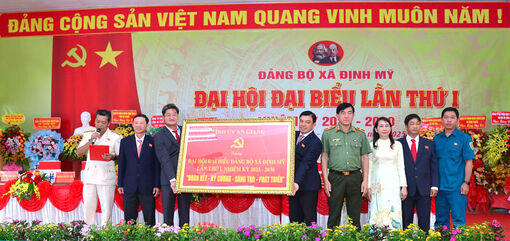 ĐẢNG CỘNG SẢN VIỆT NAM QUANG VINH MUÔN NĂM !
ĐẢNG BỘ XÃ ĐỊNH MỸ
ĐẠI HỘI ĐẠI BIỂU LẦN THỨ I
2025 - 2030
TỈNH ỦY AN GIANG
ĐẠI HỘI ĐẠI BIỂU ĐẢNG BỘ XÃ ĐỊNH MỸ
LẦN THỨ I, NHIỆM KỲ 2025 - 2030
"ĐOÀN KẾT - KỶ CƯƠNG - SÁNG TẠO - PHÁT TRIỂN"